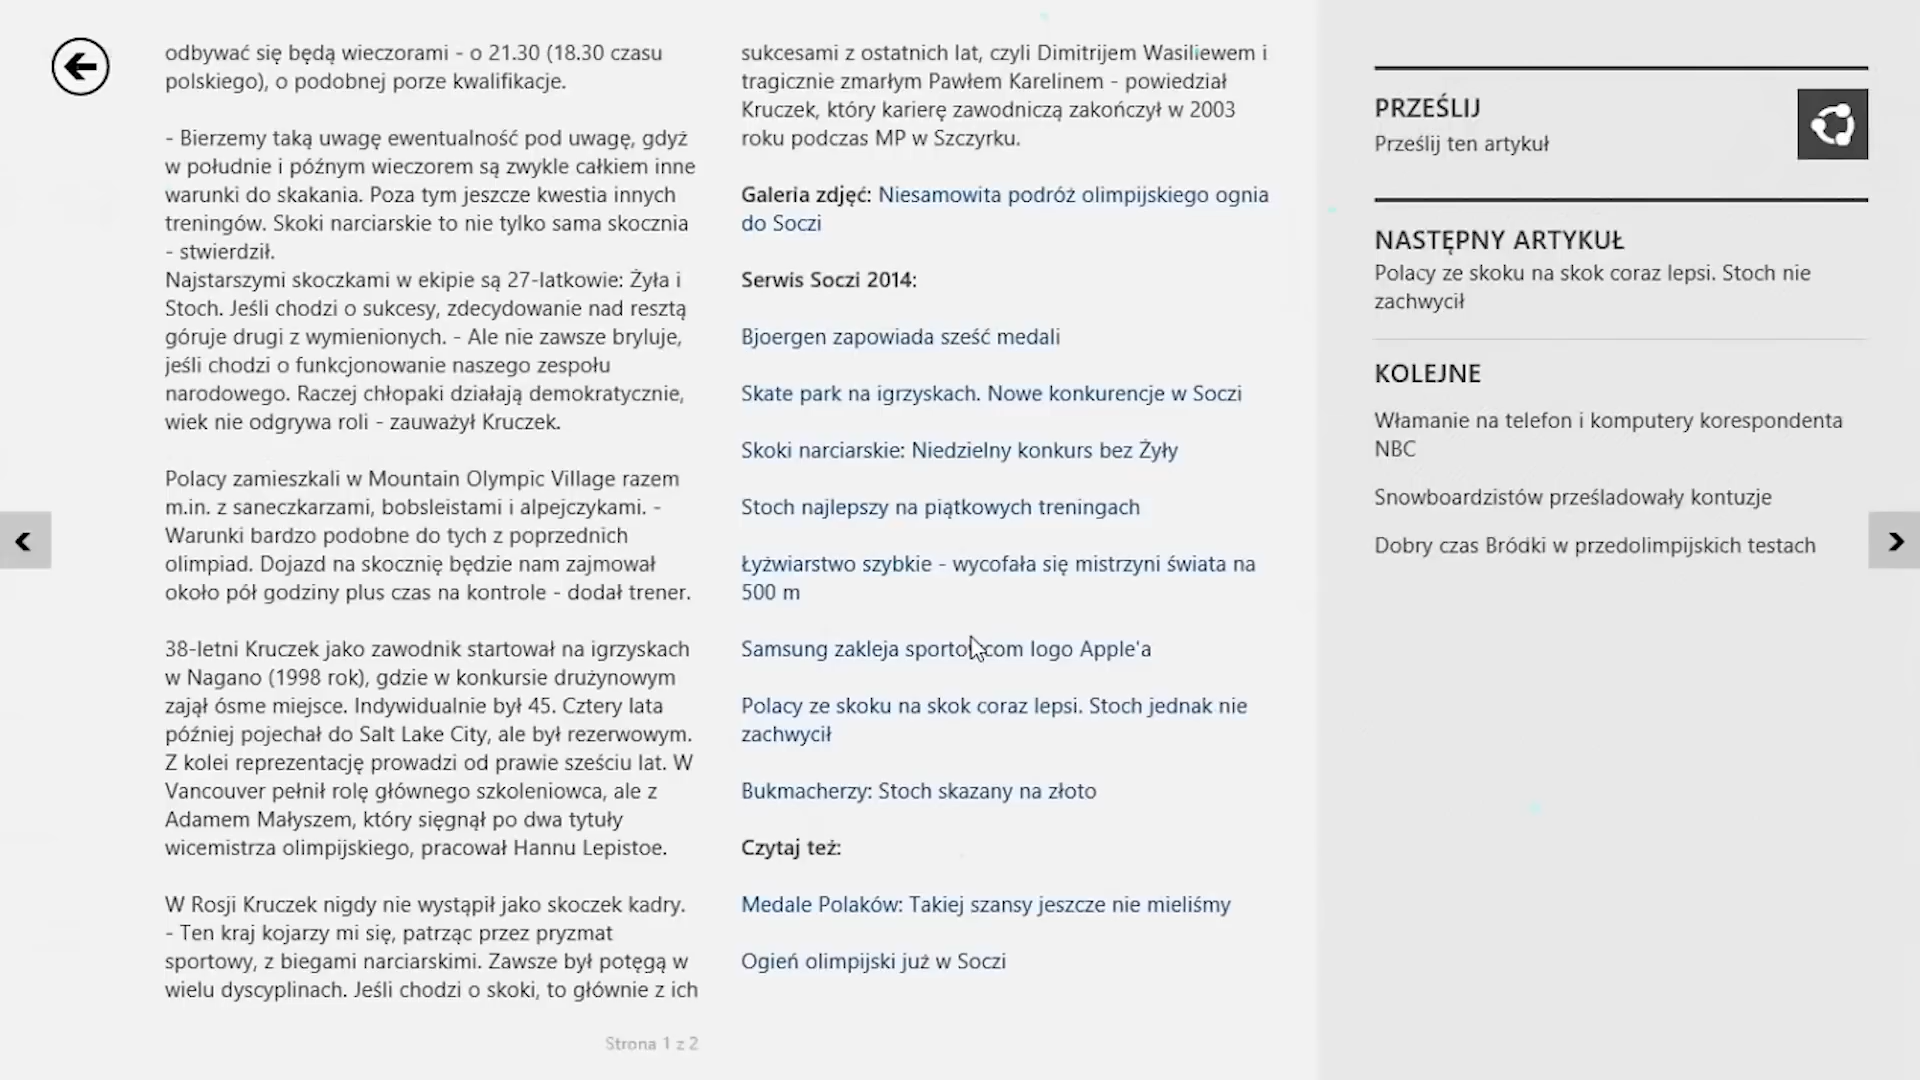 odbywać się będą wieczorami - o 21.30 (18.30 czasu
polskiego), o podobnej porze kwalifikacje.
- Bierzemy taką uwagę ewentualność pod uwagę, gdyż
w południe i późnym wieczorem są zwykle całkiem inne
warunki do skakania. Poza tym jeszcze kwestia innych
treningów. Skoki narciarskie to nie tylko sama skocznia
- stwierdził.
Najstarszymi skoczkami w ekipie są 27-latkowie: Żyła i
Stoch. Jeśli chodzi o sukcesy, zdecydowanie nad resztą
góruje drugi z wymienionych. - Ale nie zawsze bryluje,
jeśli chodzi o funkcjonowanie naszego zespołu
narodowego. Raczej chłopaki działają demokratycznie,
wiek nie odgrywa roli - zauważył Kruczek.
Polacy zamieszkali w Mountain Olympic Village razem
m.in. z saneczkarzami, bobsleistami i alpejczykami. -
Warunki bardzo podobne do tych z poprzednich
olimpiad. Dojazd na skocznię będzie nam zajmował
około pół godziny plus czas na kontrole - dodał trener.
38-letni Kruczek jako zawodnik startował na igrzyskach
w Nagano (1998 rok), gdzie w konkursie drużynowym
zajął ósme miejsce. Indywidualnie był 45. Cztery lata
później pojechał do Salt Lake City, ale był rezerwowym.
Z kolei reprezentację prowadzi od prawie sześciu lat. W
Vancouver pełnił rolę głównego szkoleniowca, ale z
Adamem Małyszem, który sięgnął po dwa tytuły
wicemistrza olimpijskiego, pracował Hannu Lepistoe.
W Rosji Kruczek nigdy nie wystąpił jako skoczek kadry.
- Ten kraj kojarzy mi się, patrząc przez pryzmat
sportowy, z biegami narciarskimi. Zawsze był potęgą w
wielu dyscyplinach. Jeśli chodzi o skoki, to głównie z ich
Strona 1 z 2
sukcesami z ostatnich lat, czyli Dimitrijem Wasiliewem i
tragicznie zmarłym Pawłem Karelinem - powiedział
Kruczek, który karierę zawodniczą zakończył w 2003
roku podczas MP w Szczyrku.
Galeria zdjęć: Niesamowita podróż olimpijskiego ognia
do Soczi
Serwis Soczi 2014:
Bjoergen zapowiada sześć medali
Skate park na igrzyskach. Nowe konkurencje w Soczi
Skoki narciarskie: Niedzielny konkurs bez Żyły
Stoch najlepszy na piątkowych treningach
Łyżwiarstwo szybkie - wycofała się mistrzyni świata na
500 m
Samsung zakleja sportowcom logo Apple'a
Polacy ze skoku na skok coraz lepsi. Stoch jednak nie
zachwycił
Bukmacherzy: Stoch skazany na złoto
Czytaj też:
Medale Polaków: Takiej szansy jeszcze nie mieliśmy
Ogień olimpijski już w Soczi
PRZEŚLIJ
Prześlij ten artykuł
NASTĘPNY ARTYKUŁ
Polacy ze skoku na skok coraz lepsi. Stoch nie
zachwycił
KOLEJNE
Włamanie na telefon i komputery korespondenta
NBC
Snowboardzistów prześladowały kontuzje
Dobry czas Bródki w przedolimpijskich testach